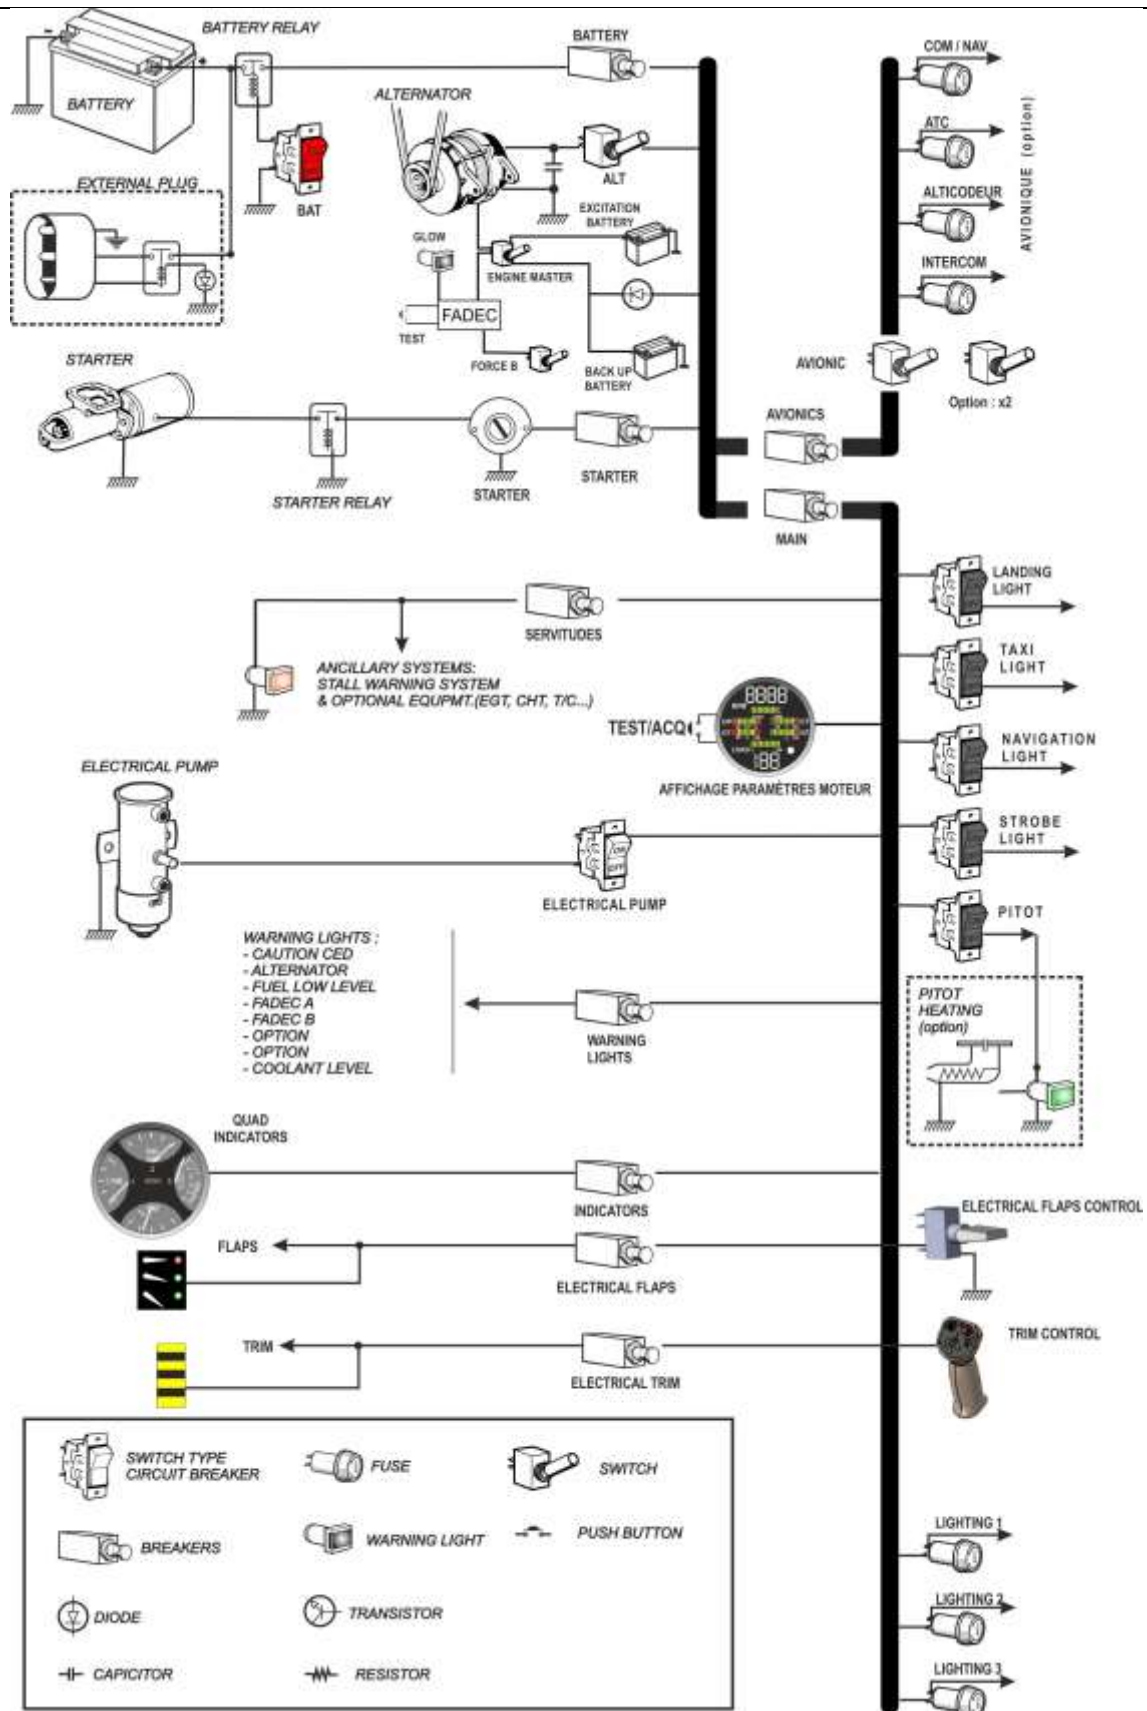 BATTERY RELAY
BATTERY
COM / NAV
- +
BATTERY
ALTERNATOR
ATC
AVIONIQUE (option)
EXTERNAL PLUG
BAT
ALT
ALTICODEUR
EXCITATION
BATTERY
GLOW
ENGINE MASTER
INTERCOM
FADEC
TEST
FORCE B
BACK UP
BATTERY
STARTER
AVIONIC
Option : x2
AVIONICS
STARTER RELAY
STARTER
STARTER
MAIN
LANDING
LIGHT
SERVITUDES
ANCILLARY SYSTEMS:
STALL WARNING SYSTEM
& OPTIONAL EQUPMT.(EGT, CHT, T/C...)
TAXI
LIGHT
TEST/ACQ
NAVIGATION
LIGHT
AFFICHAGE PARAMÈTRES MOTEUR
ELECTRICAL PUMP
STROBE
LIGHT
ON
OFF
ELECTRICAL PUMP
PITOT
WARNING LIGHTS :
- CAUTION CED
- ALTERNATOR
- FUEL LOW LEVEL
- FADEC A
- FADEC B
- OPTION
- OPTION
- COOLANT LEVEL
WARNING
LIGHTS
PITOT
HEATING
(option)
QUAD
INDICATORS
INDICATORS
ELECTRICAL FLAPS CONTROL
FLAPS
ELECTRICAL FLAPS
TRIM
ELECTRICAL TRIM
TRIM CONTROL
SWITCH TYPE
CIRCUIT BREAKER
FUSE
SWITCH
BREAKERS
WARNING LIGHT
PUSH BUTTON
DIODE
TRANSISTOR
CAPICITOR
RESISTOR
LIGHTING 1
LIGHTING 2
LIGHTING 3